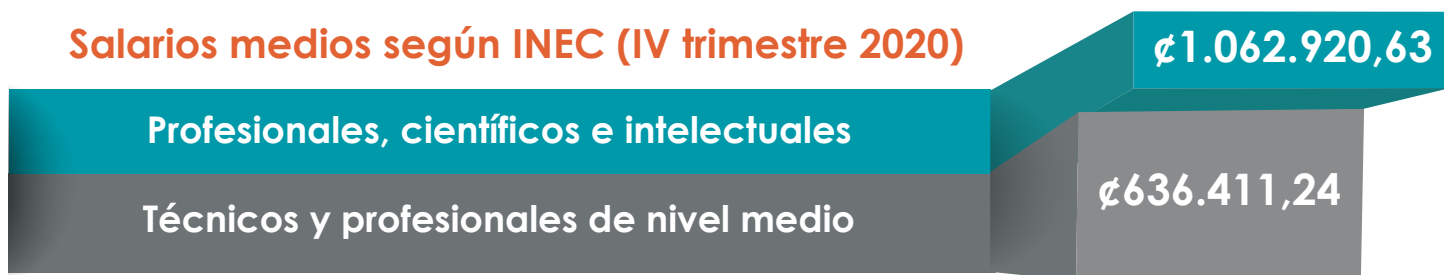 Salarios medios según INEC (IV trimestre 2020)
¢1.062.920,63
Profesionales, científicos e intelectuales
¢636.411,24
Técnicos y profesionales de nivel medio